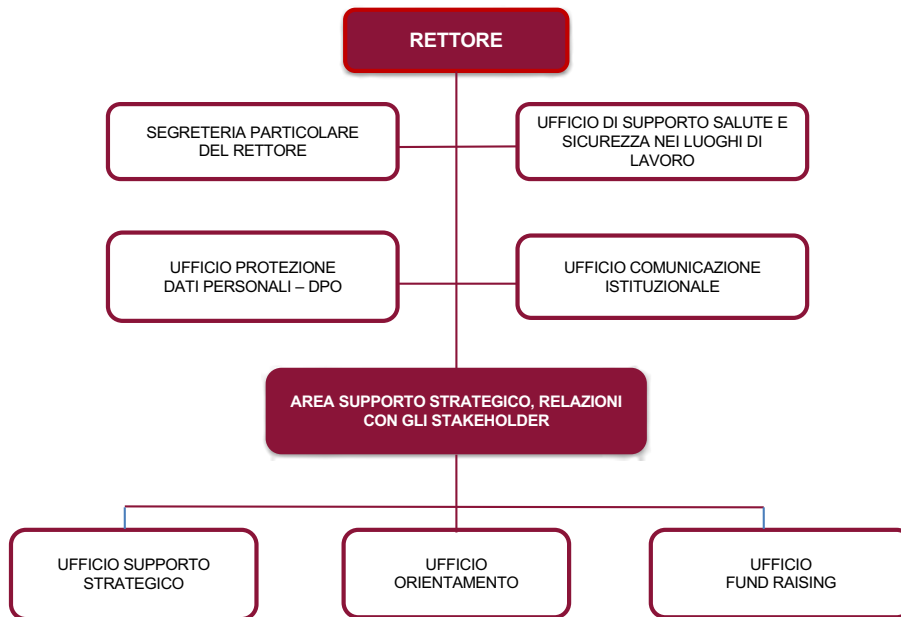 RETTORE
SEGRETERIA PARTICOLARE
DEL RETTORE
UFFICIO DI SUPPORTO SALUTE E
SICUREZZA NEI LUOGHI DI
LAVORO
UFFICIO PROTEZIONE
DATI PERSONALI – DPO
UFFICIO COMUNICAZIONE
ISTITUZIONALE
AREA SUPPORTO STRATEGICO, RELAZIONI
CON GLI STAKEHOLDER
UFFICIO SUPPORTO
STRATEGICO
UFFICIO
ORIENTAMENTO
UFFICIO
FUND RAISING